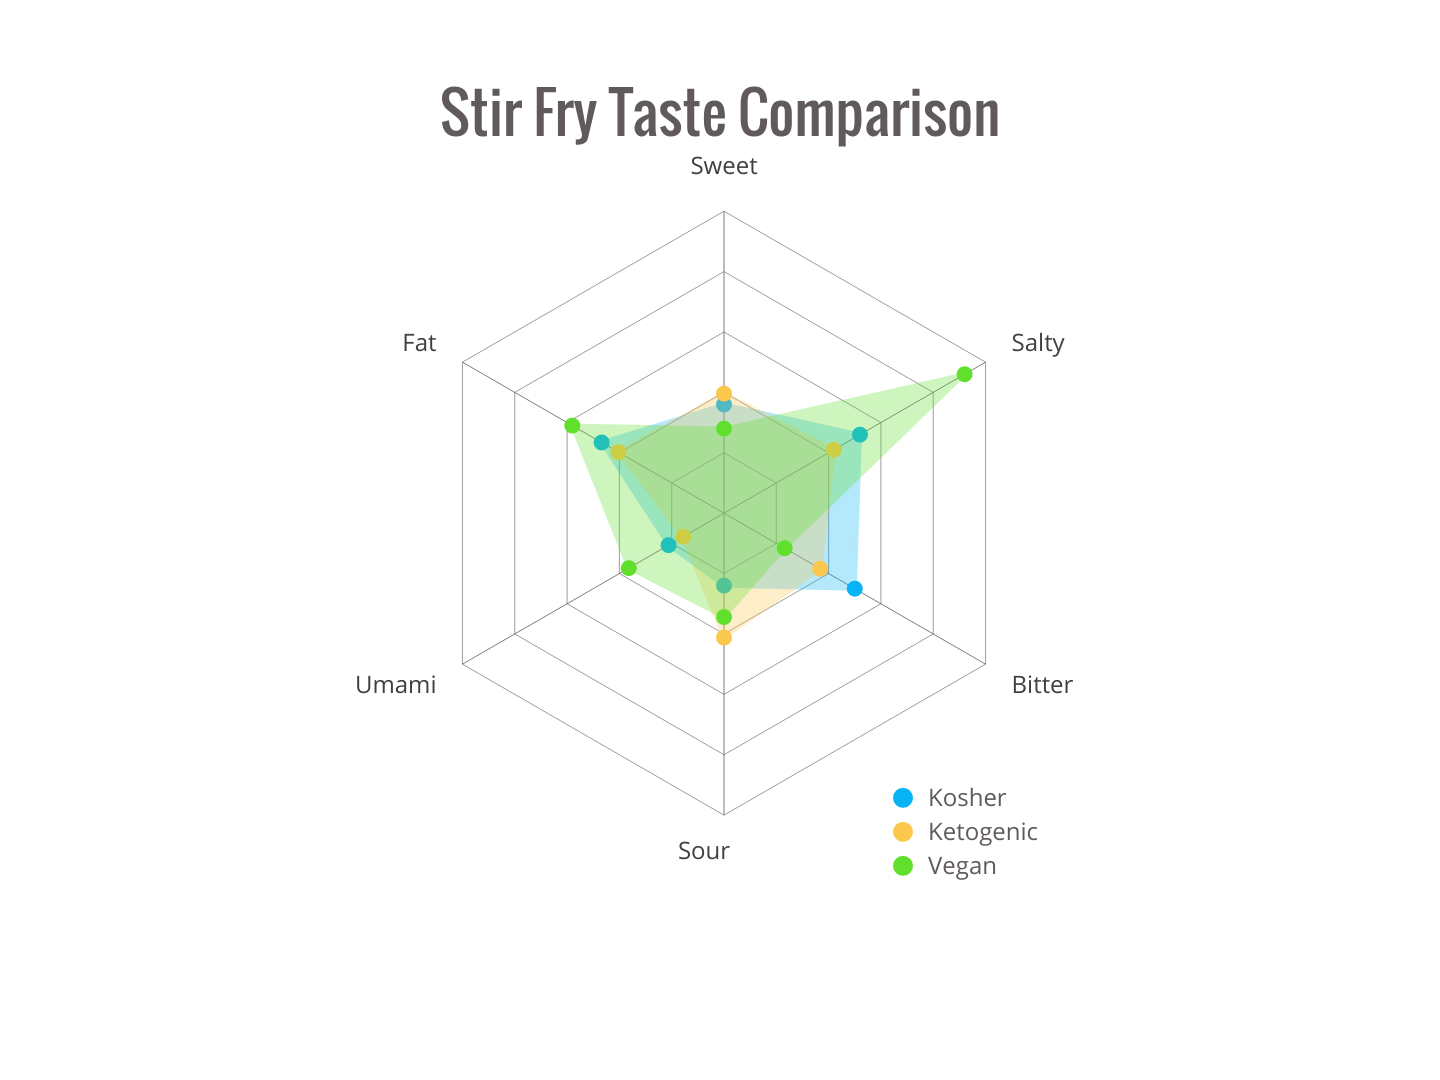 Stir Fry Taste Comparison
Sweet
Fat
Salty
Umami
Bitter
Sour
Kosher
Ketogenic
Vegan